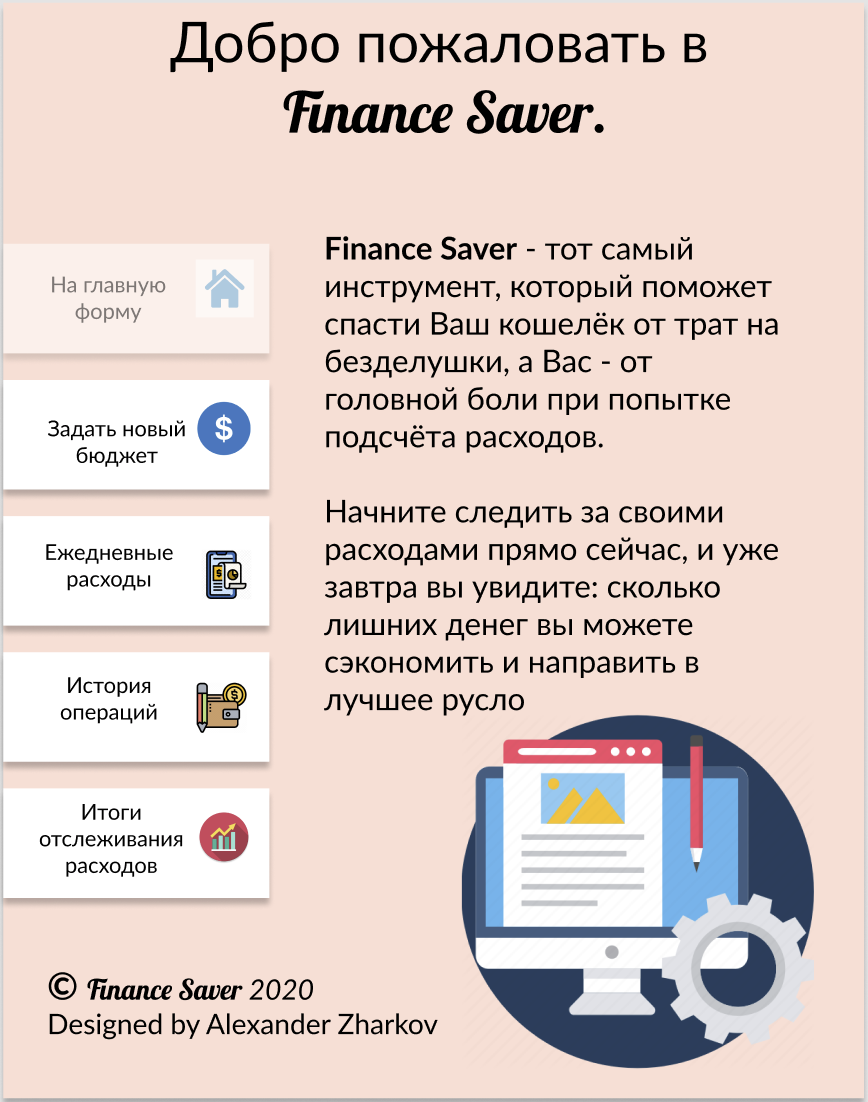 Добро пожаловать в
Finance Saver.
На главную
форму
Задать новый
бюджет
Ежедневные
расходы
История
операций
Итоги
отслеживания
расходов
Finance Saver - тот самый
инструмент, который поможет
спасти Ваш кошелёк от трат на
безделушки, а Вас - от
головной боли при попытке
подсчёта расходов.
Начните следить за своими
расходами прямо сейчас, и уже
завтра вы увидите: сколько
лишних денег вы можете
сэкономить и направить в
лучшее русло
© Finance Saver 2020
Designed by Alexander Zharkov